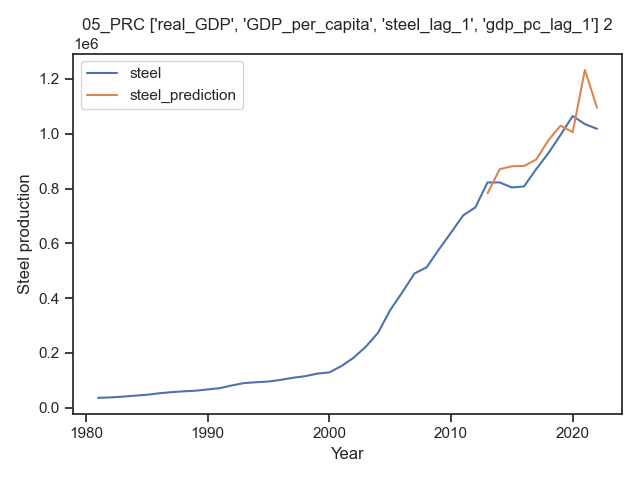 05_PRC ['real_GDP', 'GDP_per_capita', 'steel_lag_1', 'gdp_pc_lag_1'] 2
1e6
steel
steel_prediction
1.2
1.0
0.8
0.6
0.4
0.2
0.0
Steel production
1980 1990 2000 2010 2020
Year